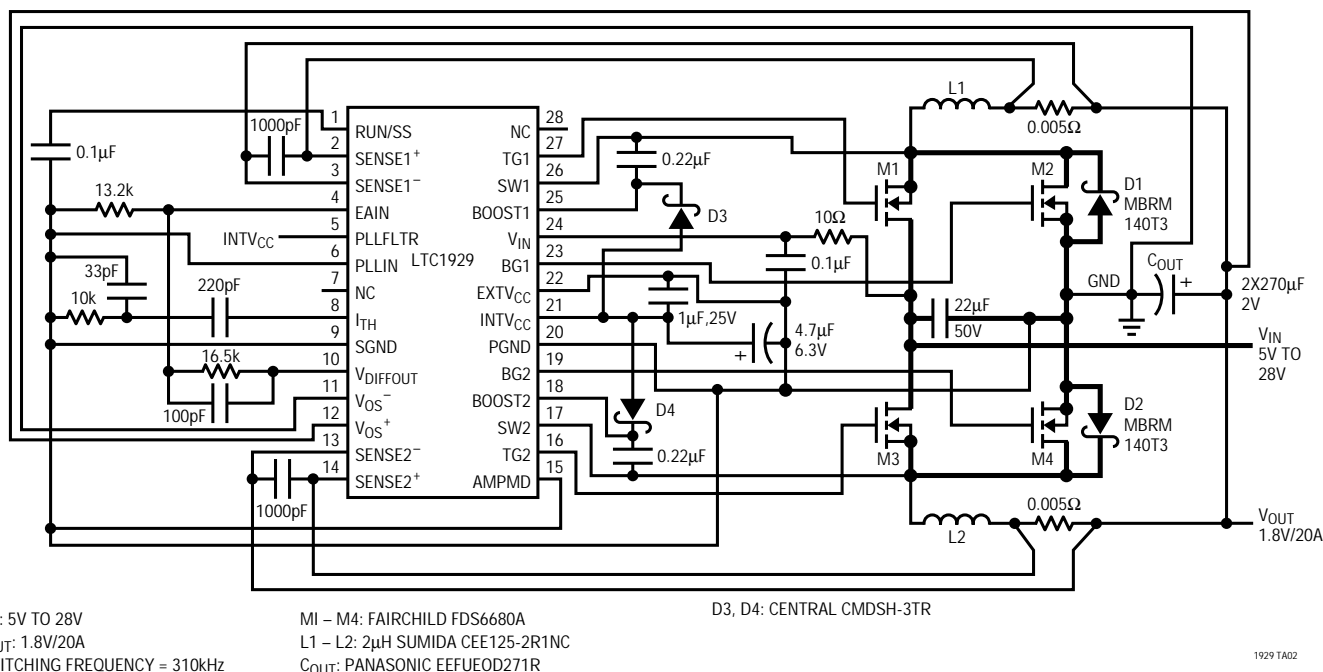 L1
0.005Ω
1 RUN/SS
2 SENSE1+
3 SENSE1–
4 EAIN
5 PLLFLTR
6 PLLIN
7 NC
8 ITH
9 SGND
10 VDIFFOUT
11 VOS–
12 VOS+
13 SENSE2–
14 SENSE2+
LTC1929
28 NC
27 TG1
26 SW1
25 BOOST1
24 VIN
23 BG1
22 EXTVCC
21 INTVCC
20 PGND
19 BG2
18 BOOST2
17 SW2
16 TG2
15 AMPMD
1000pF
0.1µF
13.2k
INTVCC
33pF
10k
220pF
16.5k
100pF
1000pF
0.22µF
D3
10Ω
0.1µF
1µF,25V
4.7µF
6.3V
+
D4
0.22µF
M1
M2
D1
MBRM
140T3
GND
COUT
+
2X270µF
2V
22µF
50V
VIN
5V TO
28V
M3
M4
D2
MBRM
140T3
0.005Ω
L2
VOUT
1.8V/20A
: 5V TO 28V
UT: 1.8V/20A
ITCHING FREQUENCY = 310kHz
MI – M4: FAIRCHILD FDS6680A
L1 – L2: 2µH SUMIDA CEE125-2R1NC
COUT: PANASONIC EEFUEOD271R
D3, D4: CENTRAL CMDSH-3TR
1929 TA02